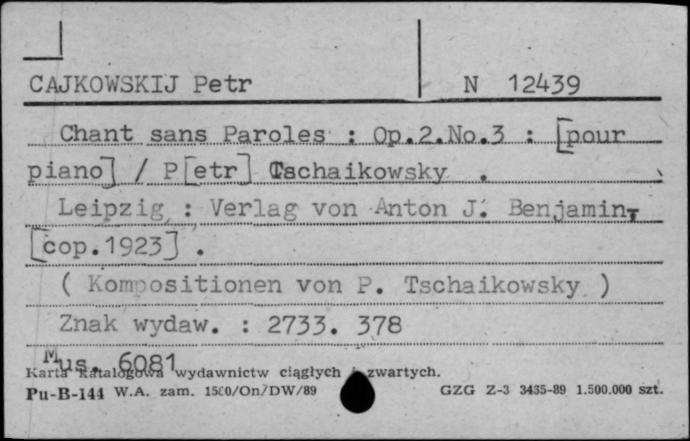 CAJKOWSKIJ Petr N 12439
Chant sans Paroles : Op.2.No.3 : [pour
piano] / P[etr] Tschaikowsky .
Leipzig : Verlag von Anton J. Benjamin,
[cop.1923] .
( Kompositionen von P. Tschaikowsky )
Znak wydaw. : 2733. 378
Mus. 6081
Karta katalogowa wydawnictw ciągłych i zwartych.
Pu-B-144 W.A. zam. 1500/On/DW/89 GZG Z-3 3435-89 1.500.000 szt.